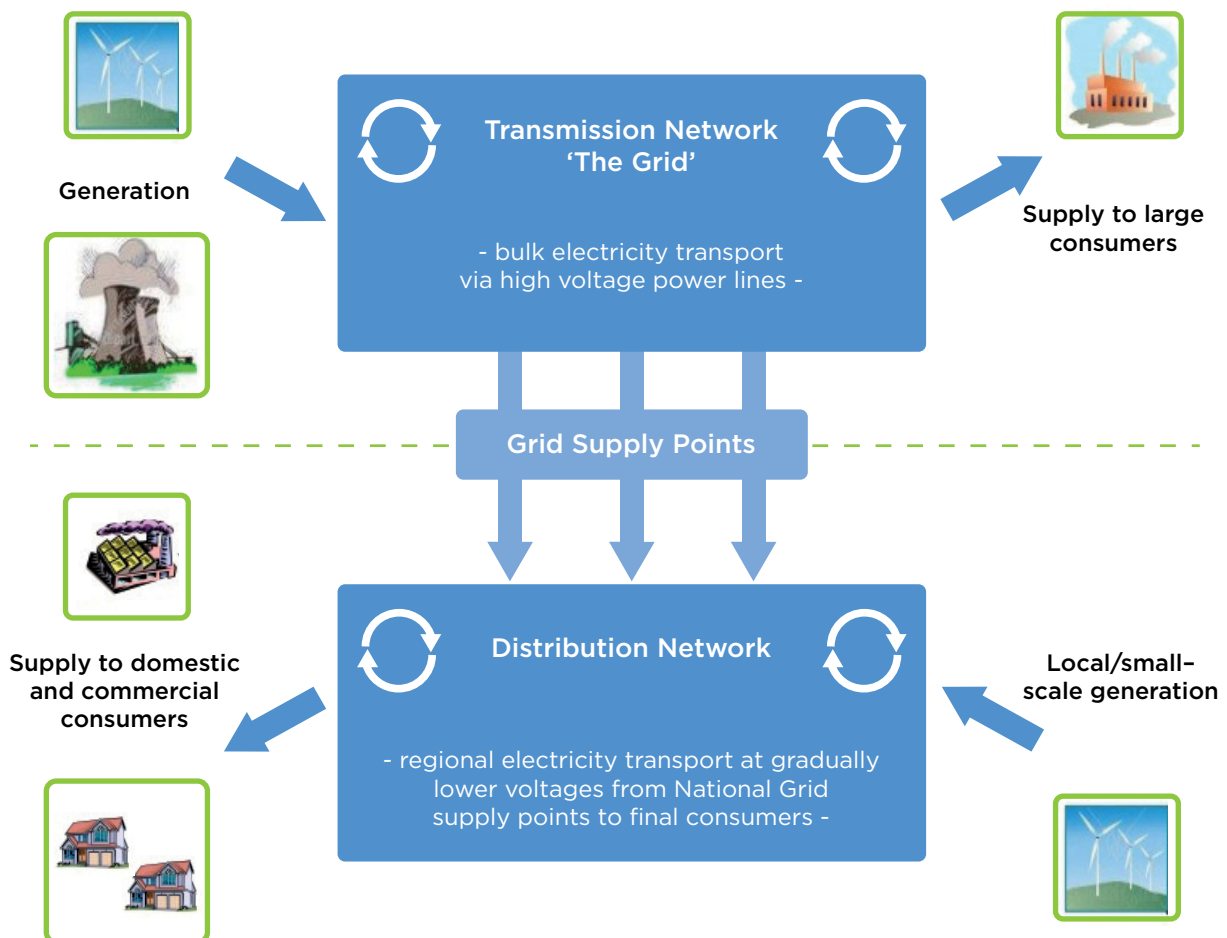 Generation
Transmission Network
‘The Grid’
- bulk electricity transport
via high voltage power lines -
Supply to large
consumers
Grid Supply Points
Supply to domestic
and commercial
consumers
Distribution Network
- regional electricity transport at gradually
lower voltages from National Grid
supply points to final consumers -
Local/small–
scale generation